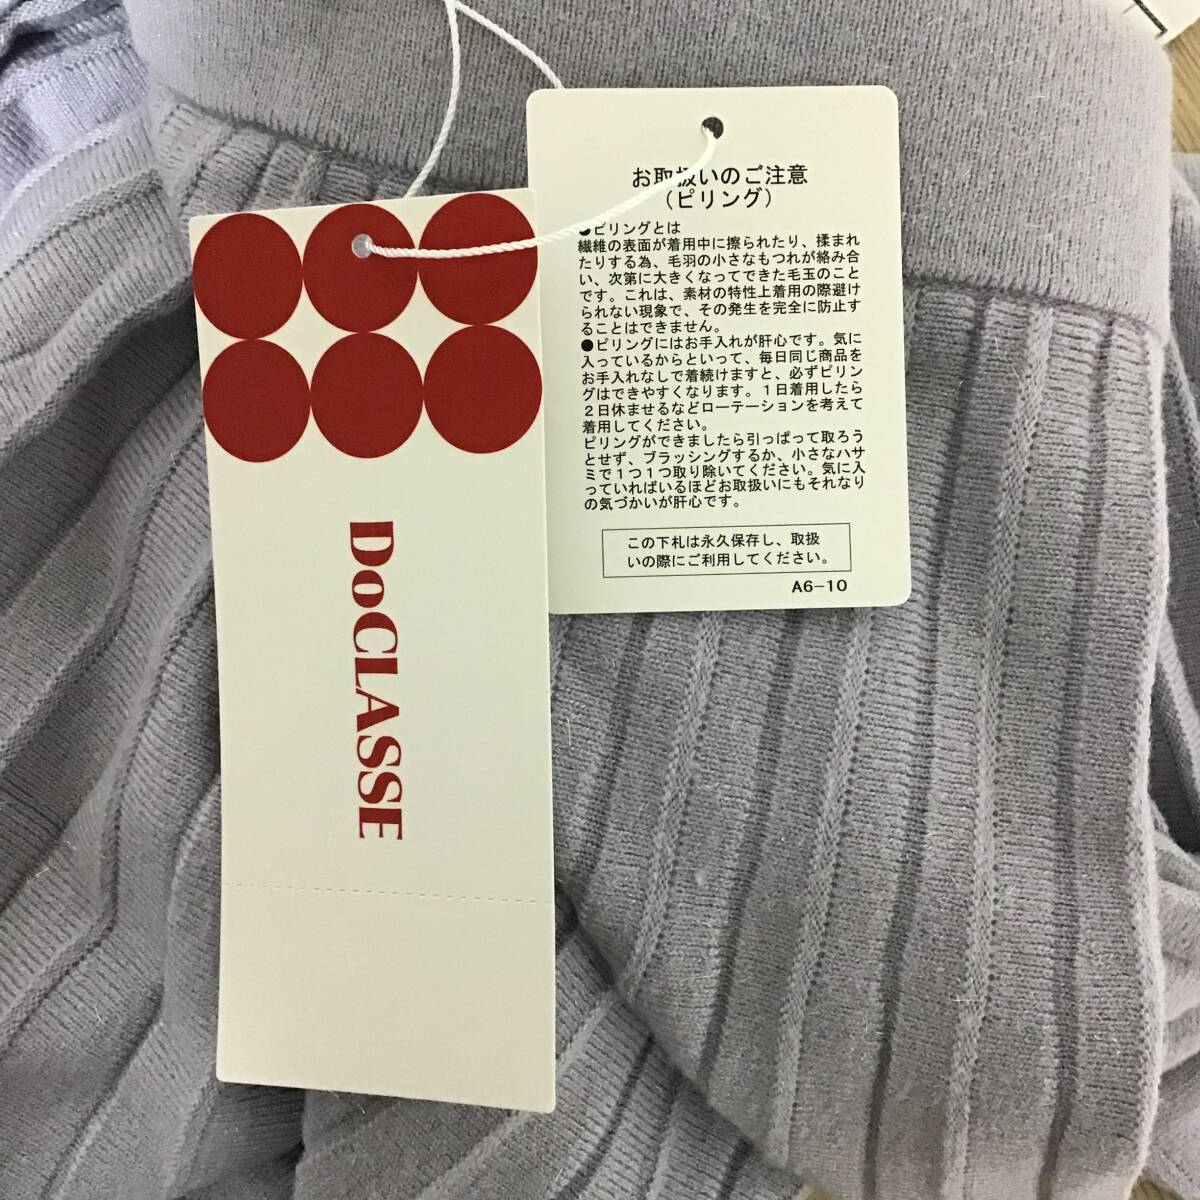 お取扱いのご注意
（ピリング）
●ピリングとは
繊維の表面が着用中に擦られたり、揉まれ
たりする為、毛羽の小さなもつれが絡み合
い、次第に大きくなってできた毛玉のこと
です。これは、素材の特性上着用の際避け
られない現象で、その発生を完全に防止す
ることはできません。
●ピリングにはお手入れが肝心です。気に
入っているからといって、毎日同じ商品を
お手入れなしで着続けますと、必ずピリン
グはできやすくなります。１日着用したら
２日休ませるなどローテーションを考えて
着用してください。
ピリングができましたら引っぱって取ろう
とせず、ブラッシングするか、小さなハサ
ミで１つ１つ取り除いてください。気に入
っていればいるほどお取扱いにもそれなり
の気づかいが肝心です。
この下札は永久保存し、取扱
いの際にご利用してください。
A6-10
DoCLASSE